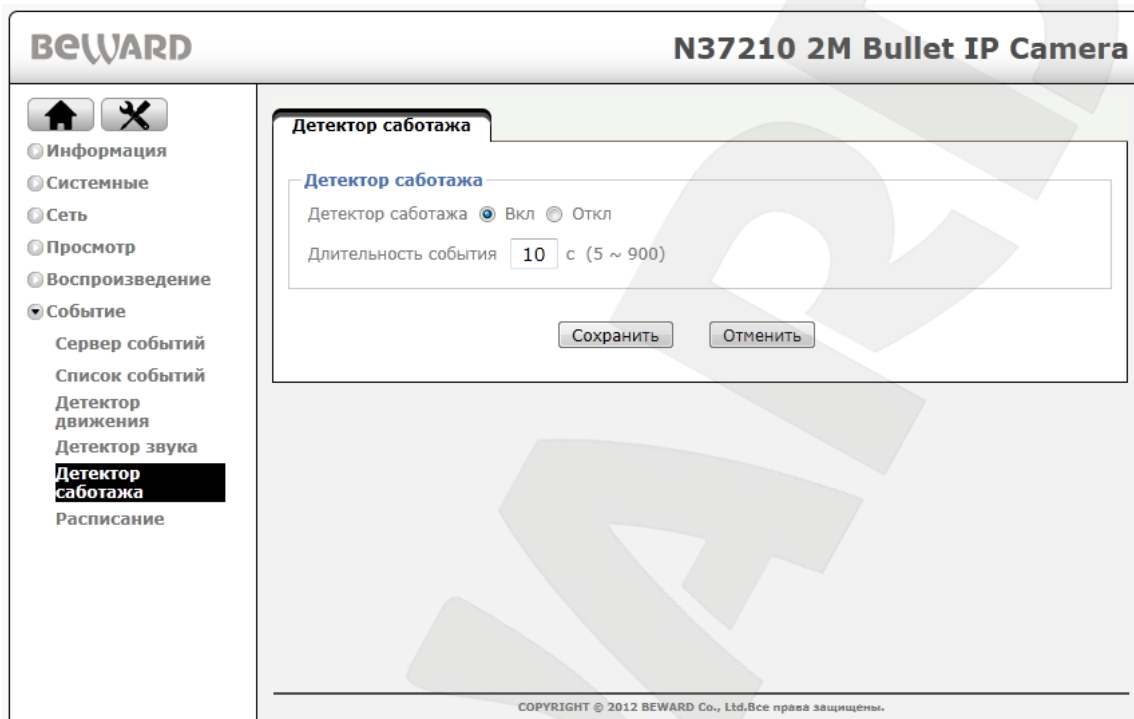 BEWARD
N37210 2M Bullet IP Camera
Информация
Системные
Сеть
Просмотр
Воспроизведение
Событие
Сервер событий
Список событий
Детектор
движения
Детектор звука
Детектор
саботажа
Расписание
Детектор саботажа
Детектор саботажа
Детектор саботажа Вкл Откл
Длительность события 10 с (5 ~ 900)
Сохранить Отменить
COPYRIGHT © 2012 BEWARD Co., Ltd.Все права защищены.